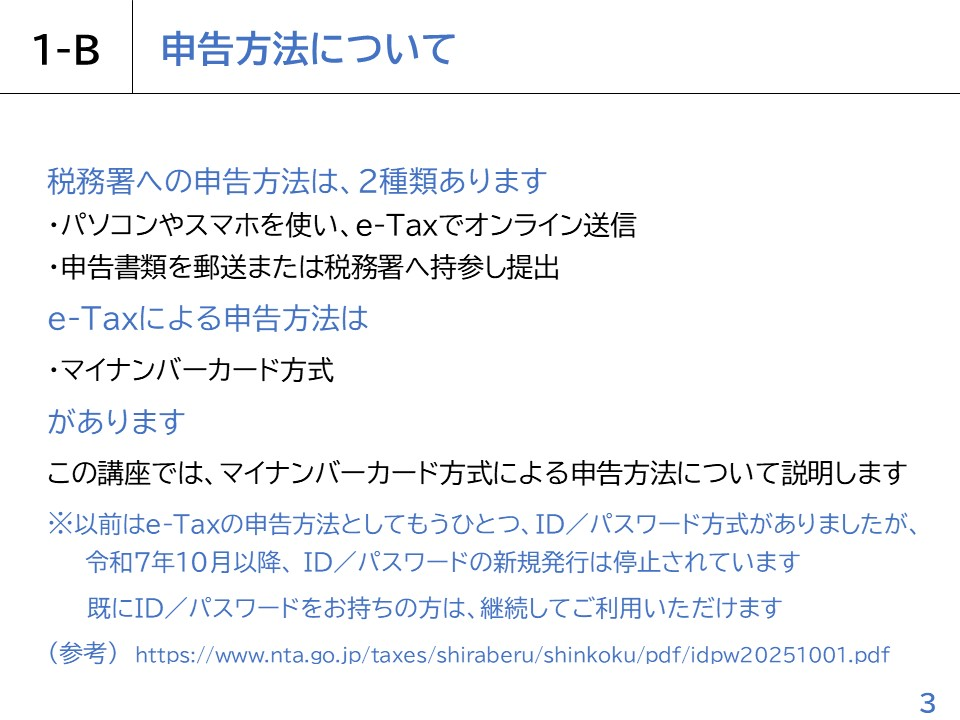 1-B
申告方法について
税務署への申告方法は、2種類あります
・パソコンやスマホを使い、e-Taxでオンライン送信
・申告書類を郵送または税務署へ持参し提出
e-Taxによる申告方法は
・マイナンバーカード方式
があります
この講座では、マイナンバーカード方式による申告方法について説明します
※以前はe-Taxの申告方法としてもうひとつ、ID／パスワード方式がありましたが、
令和7年10月以降、ID／パスワードの新規発行は停止されています
既にID／パスワードをお持ちの方は、継続してご利用いただけます
（参考） https://www.nta.go.jp/taxes/shiraberu/shinkoku/pdf/idpw20251001.pdf
3